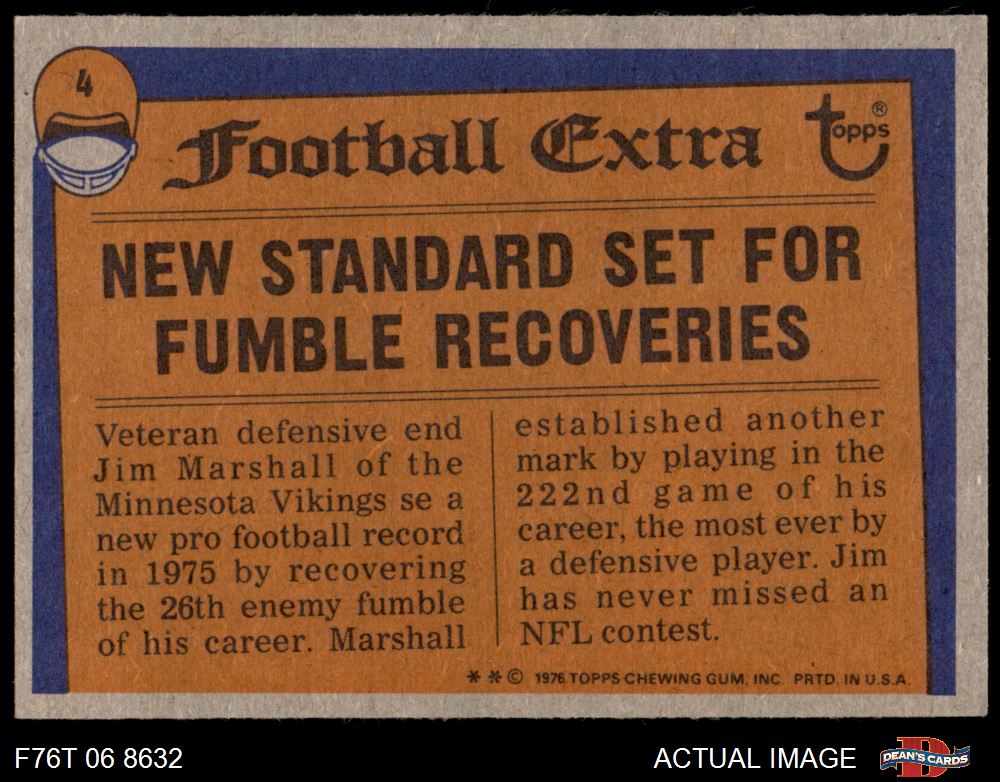 4
Football Extra
topps ®
NEW STANDARD SET FOR
FUMBLE RECOVERIES
Veteran defensive end
Jim Marshall of the
Minnesota Vikings se a
new pro football record
in 1975 by recovering
the 26th enemy fumble
of his career. Marshall
established another
mark by playing in the
222nd game of his
career, the most ever by
a defensive player. Jim
has never missed an
NFL contest.
* * © 1976 TOPPS CHEWING GUM, INC. PRTD. IN U.S.A.
F76T 06 8632
ACTUAL IMAGE
D
DEAN'S CARDS